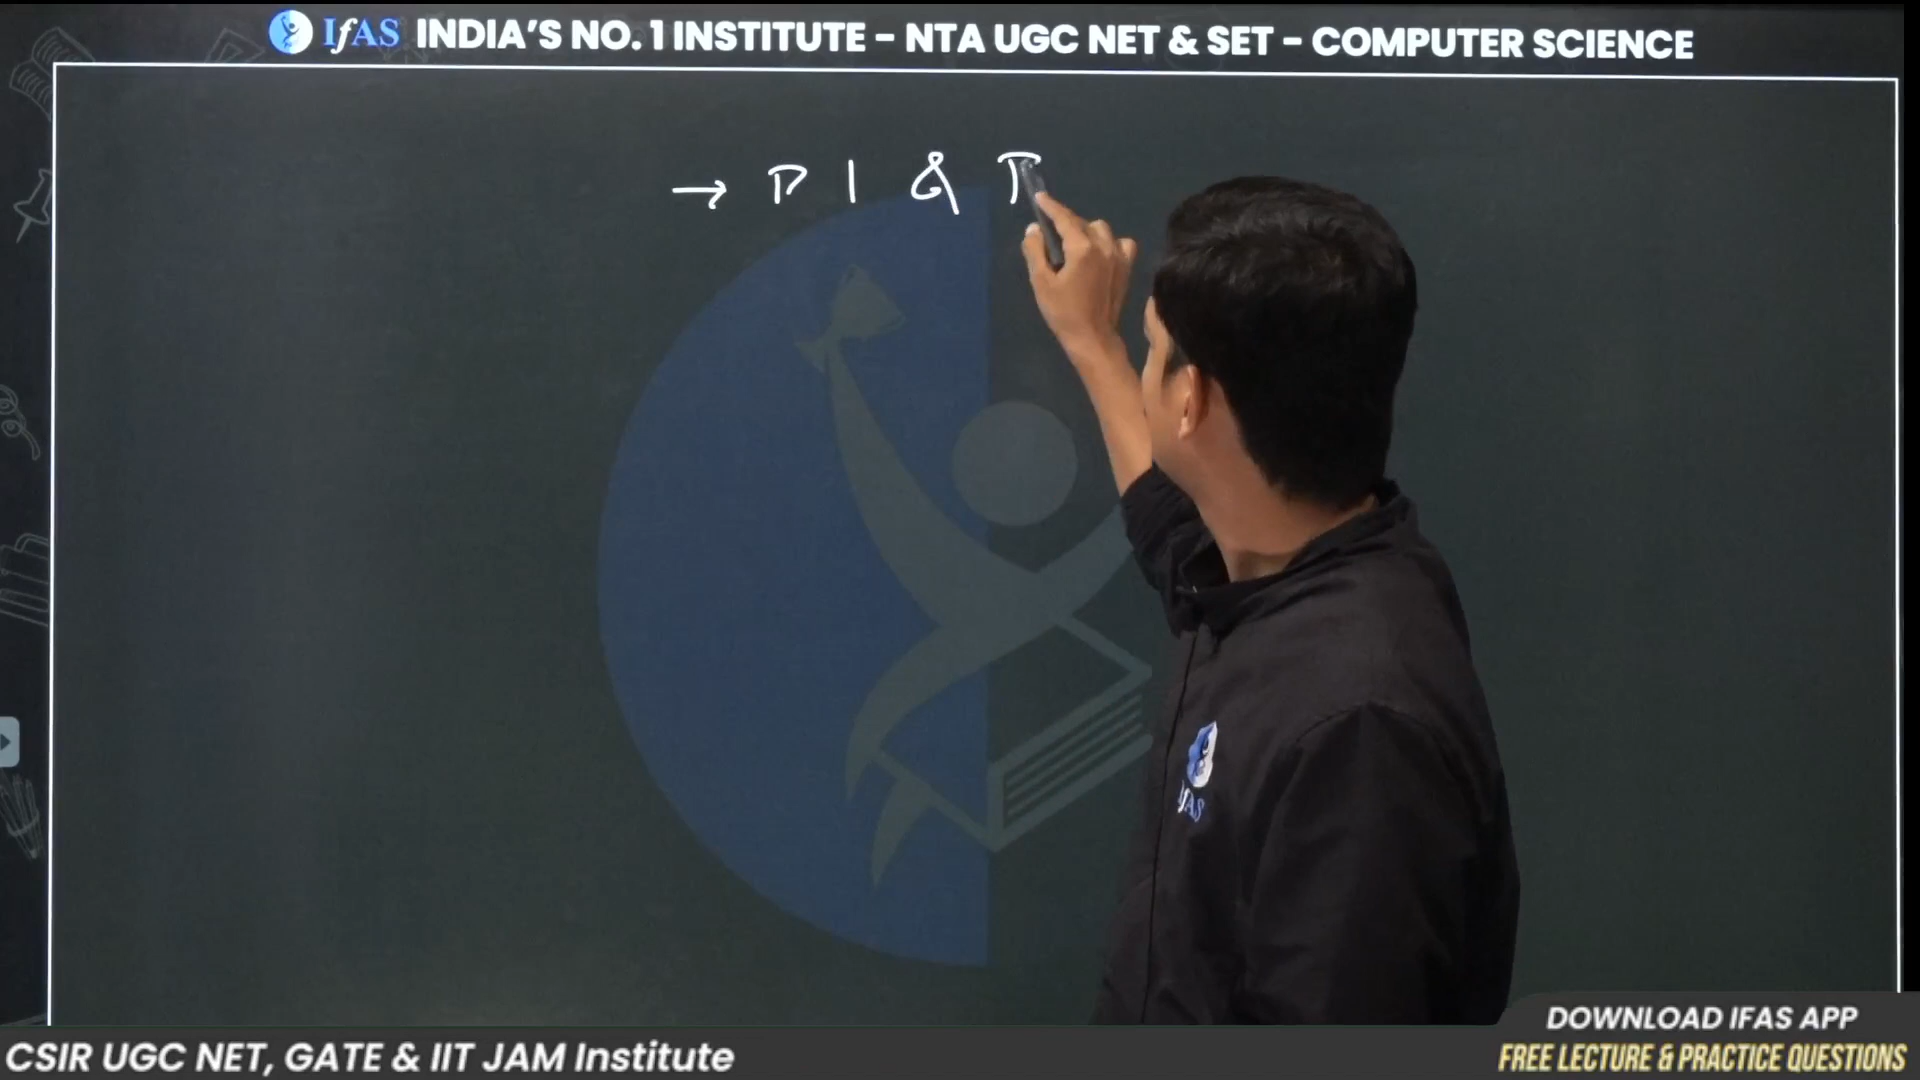 IfAS INDIA'S NO. 1 INSTITUTE – NTA UGC NET & SET – COMPUTER SCIENCE
→ P I & P
IfAS
DOWNLOAD IFAS APP
CSIR UGC NET, GATE & IIT JAM Institute
FREE LECTURE & PRACTICE QUESTIONS